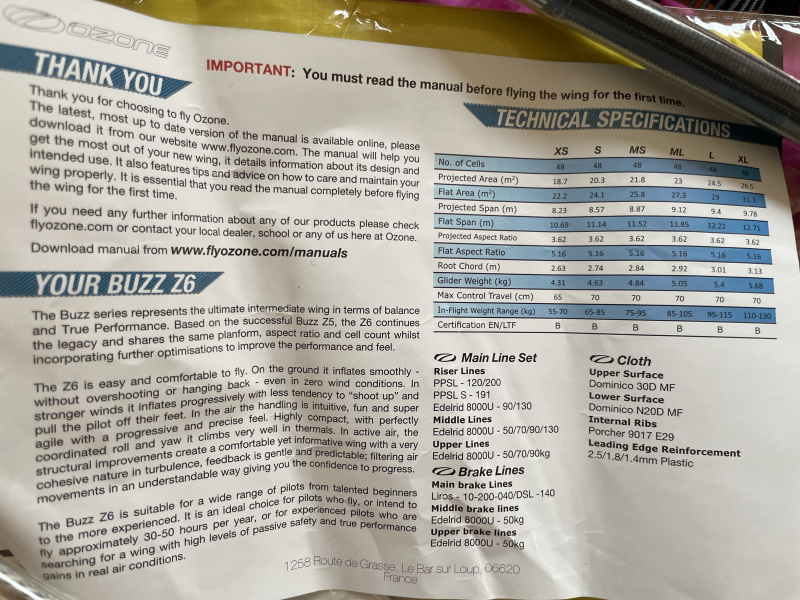 OZONE
THANK YOU
Thank you for choosing to fly Ozone.
The latest, most up to date version of the manual is available online, please
download it from our website www.flyozone.com. The manual will help you
get the most out of your new wing, it details information about its design and
intended use. It also features tips and advice on how to care and maintain your
wing properly. It is essential that you read the manual completely before flying
the wing for the first time.
If you need any further information about any of our products please check
flyozone.com or contact your local dealer, school or any of us here at Ozone.
Download manual from www.flyozone.com/manuals
YOUR BUZZ Z6
The Buzz series represents the ultimate intermediate wing in terms of balance
and True Performance. Based on the successful Buzz Z5, the Z6 continues
the legacy and shares the same planform, aspect ratio and cell count whilst
incorporating further optimisations to improve the performance and feel.
The Z6 is easy and comfortable to fly. On the ground it inflates smoothly -
without overshooting or hanging back - even in zero wind conditions. In
stronger winds it inflates progressively with less tendency to “shoot up” and
pull the pilot off their feet. In the air the handling is intuitive, fun and super
agile with a progressive and precise feel. Highly compact, with perfectly
coordinated roll and yaw it climbs very well in thermals. In active air, the
structural improvements create a comfortable yet informative wing with a very
cohesive nature in turbulence, feedback is gentle and predictable; filtering air
movements in an understandable way giving you the confidence to progress.
The Buzz Z6 is suitable for a wide range of pilots from talented beginners
to the more experienced. It is an ideal choice for pilots who fly, or intend to
fly approximately 30-50 hours per year, or for experienced pilots who are
searching for a wing with high levels of passive safety and true performance
gains in real air conditions.
IMPORTANT: You must read the manual before flying the wing for the first time.
TECHNICAL SPECIFICATIONS
XS S MS ML L XL
No. of Cells 48 48 48 48 48 48
Projected Area (m²) 18.7 20.3 21.8 23 24.5 26.5
Flat Area (m²) 22.2 24.1 25.8 27.3 29 31.3
Projected Span (m) 8.23 8.57 8.87 9.12 9.4 9.78
Flat Span (m) 10.69 11.14 11.52 11.85 12.22 12.71
Projected Aspect Ratio 3.62 3.62 3.62 3.62 3.62 3.62
Flat Aspect Ratio 5.16 5.16 5.16 5.16 5.16 5.16
Root Chord (m) 2.63 2.74 2.84 2.92 3.01 3.13
Glider Weight (kg) 4.31 4.63 4.84 5.05 5.4 5.68
Max Control Travel (cm) 65 70 70 70 70 70
In-Flight Weight Range (kg) 55-70 65-85 75-95 85-105 95-115 110-130
Certification EN/LTF B B B B B B
Main Line Set
Riser Lines
PPSL - 120/200
PPSL S - 191
Edelrid 8000U - 90/130
Middle Lines
Edelrid 8000U - 50/70/90/130
Upper Lines
Edelrid 8000U - 50/70/90kg
Brake Lines
Main brake Lines
Liros - 10-200-040/DSL -140
Middle brake lines
Edelrid 8000U - 50kg
Upper brake lines
Edelrid 8000U - 50kg
Cloth
Upper Surface
Dominico 30D MF
Lower Surface
Dominico N20D MF
Internal Ribs
Porcher 9017 E29
Leading Edge Reinforcement
2.5/1.8/1.4mm Plastic
1258 Route de Grasse, Le Bar sur Loup, 06620
France